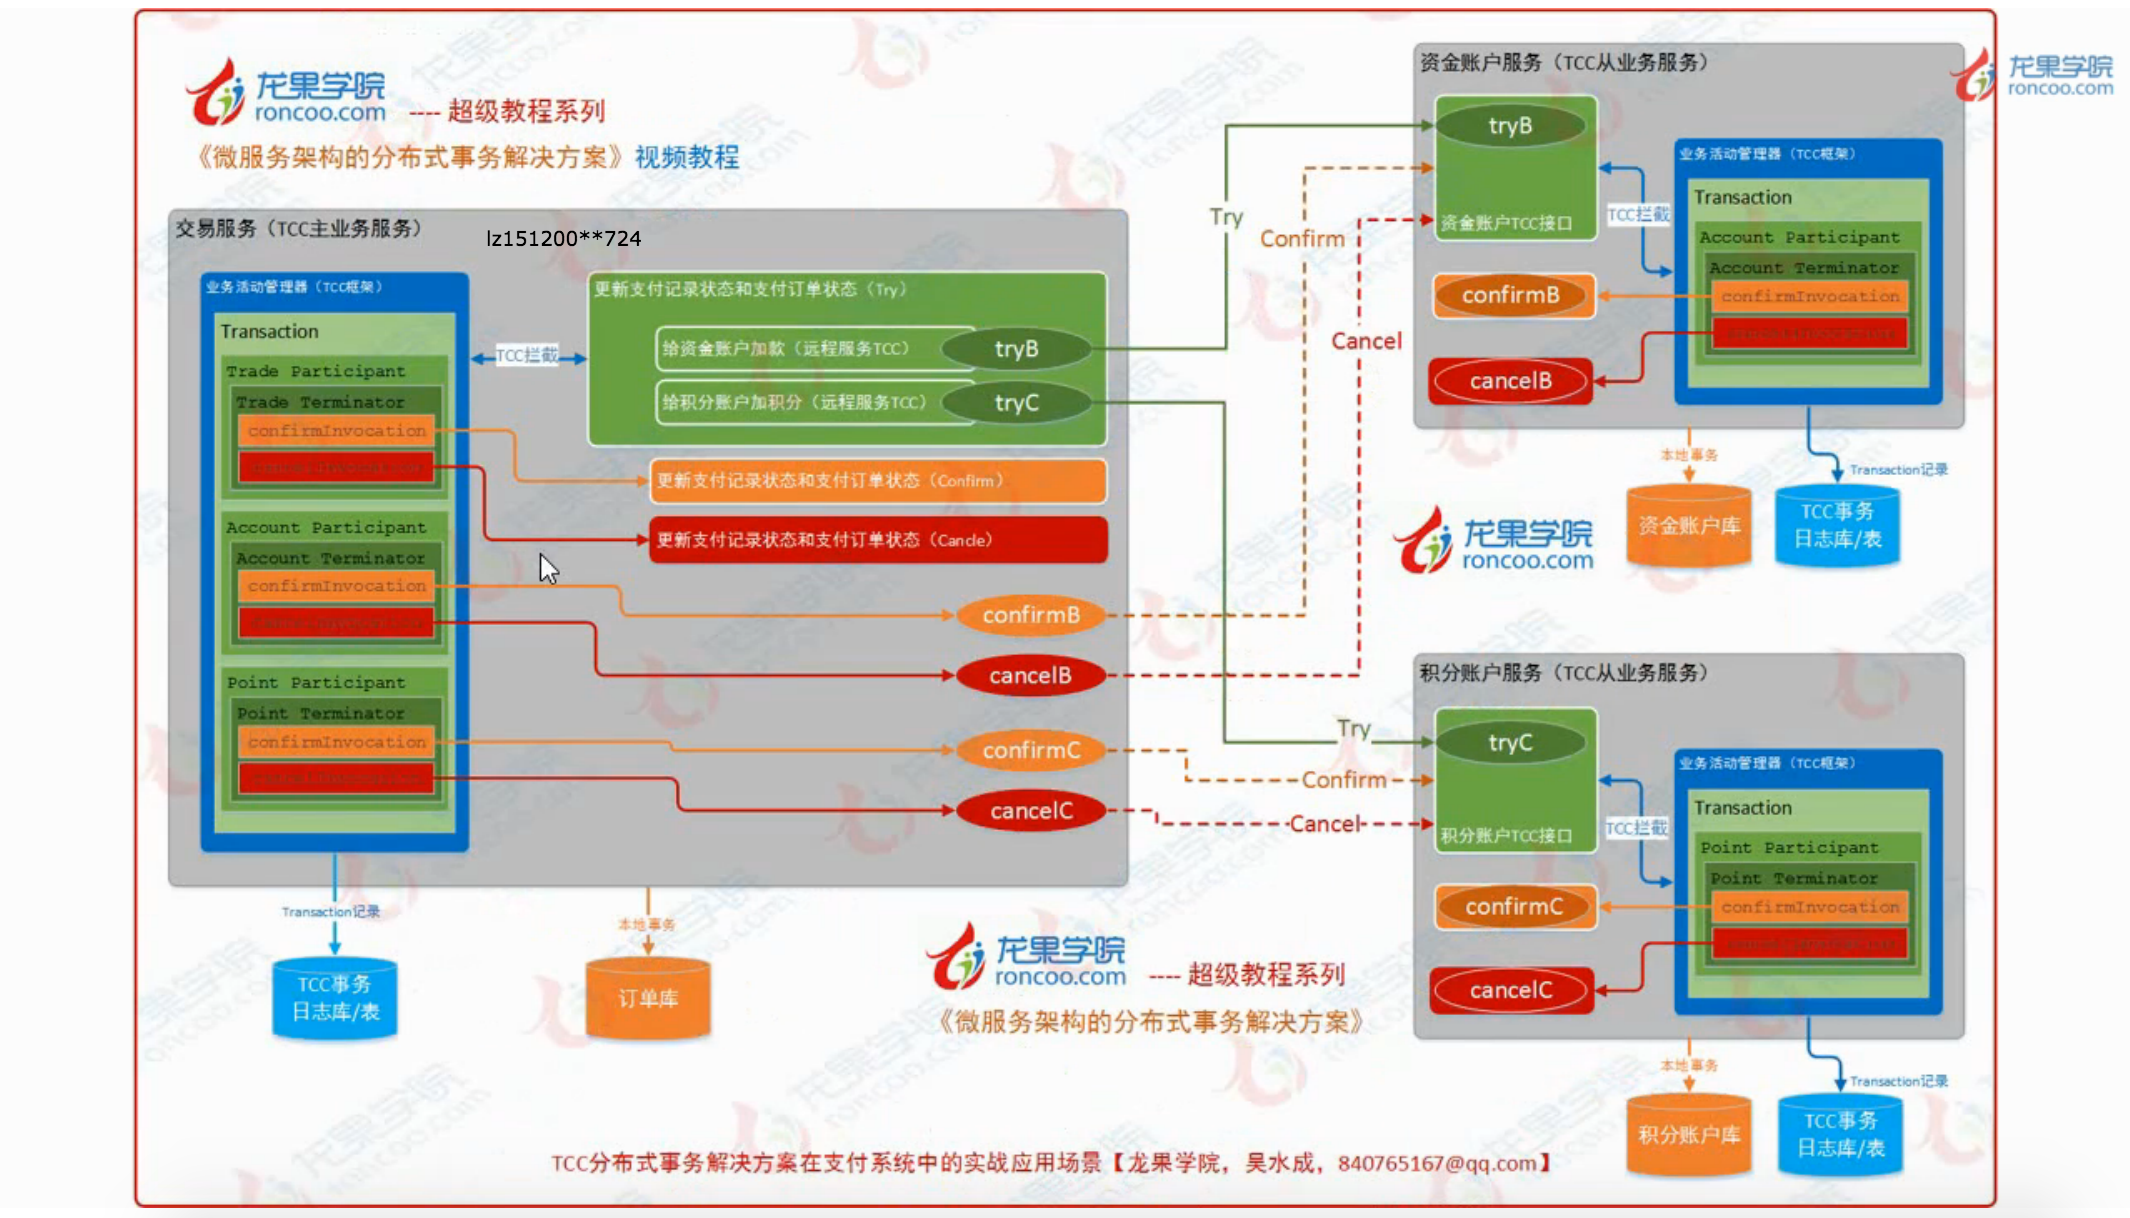 龙果学院
roncoo.com
---- 超级教程系列
《微服务架构的分布式事务解决方案》视频教程
龙果学院
roncoo.com
交易服务（TCC主业务服务）
lz151200**724
业务活动管理器（TCC框架）
Transaction
Trade Participant
Trade Terminator
confirmInvocation
Account Participant
Account Terminator
confirmInvocation
Point Participant
Point Terminator
confirmInvocation
TCC拦截
更新支付记录状态和支付订单状态（Try）
给资金账户加款（远程服务TCC）
tryB
给积分账户加积分（远程服务TCC）
tryC
更新支付记录状态和支付订单状态（Confirm）
更新支付记录状态和支付订单状态（Cancle）
confirmB
cancelB
confirmC
cancelC
Transaction记录
TCC事务
日志库/表
本地事务
订单库
Try
Confirm
Cancel
Try
Confirm
Cancel
资金账户服务（TCC从业务服务）
tryB
资金账户TCC接口
confirmB
cancelB
TCC拦截
业务活动管理器（TCC框架）
Transaction
Account Participant
Account Terminator
confirmInvocation
本地事务
资金账户库
Transaction记录
TCC事务
日志库/表
龙果学院
roncoo.com
积分账户服务（TCC从业务服务）
tryC
积分账户TCC接口
confirmC
cancelC
TCC拦截
业务活动管理器（TCC框架）
Transaction
Point Participant
Point Terminator
confirmInvocation
本地事务
积分账户库
Transaction记录
TCC事务
日志库/表
龙果学院
roncoo.com
---- 超级教程系列
《微服务架构的分布式事务解决方案》
TCC分布式事务解决方案在支付系统中的实战应用场景【龙果学院，吴水成，840765167@qq.com】